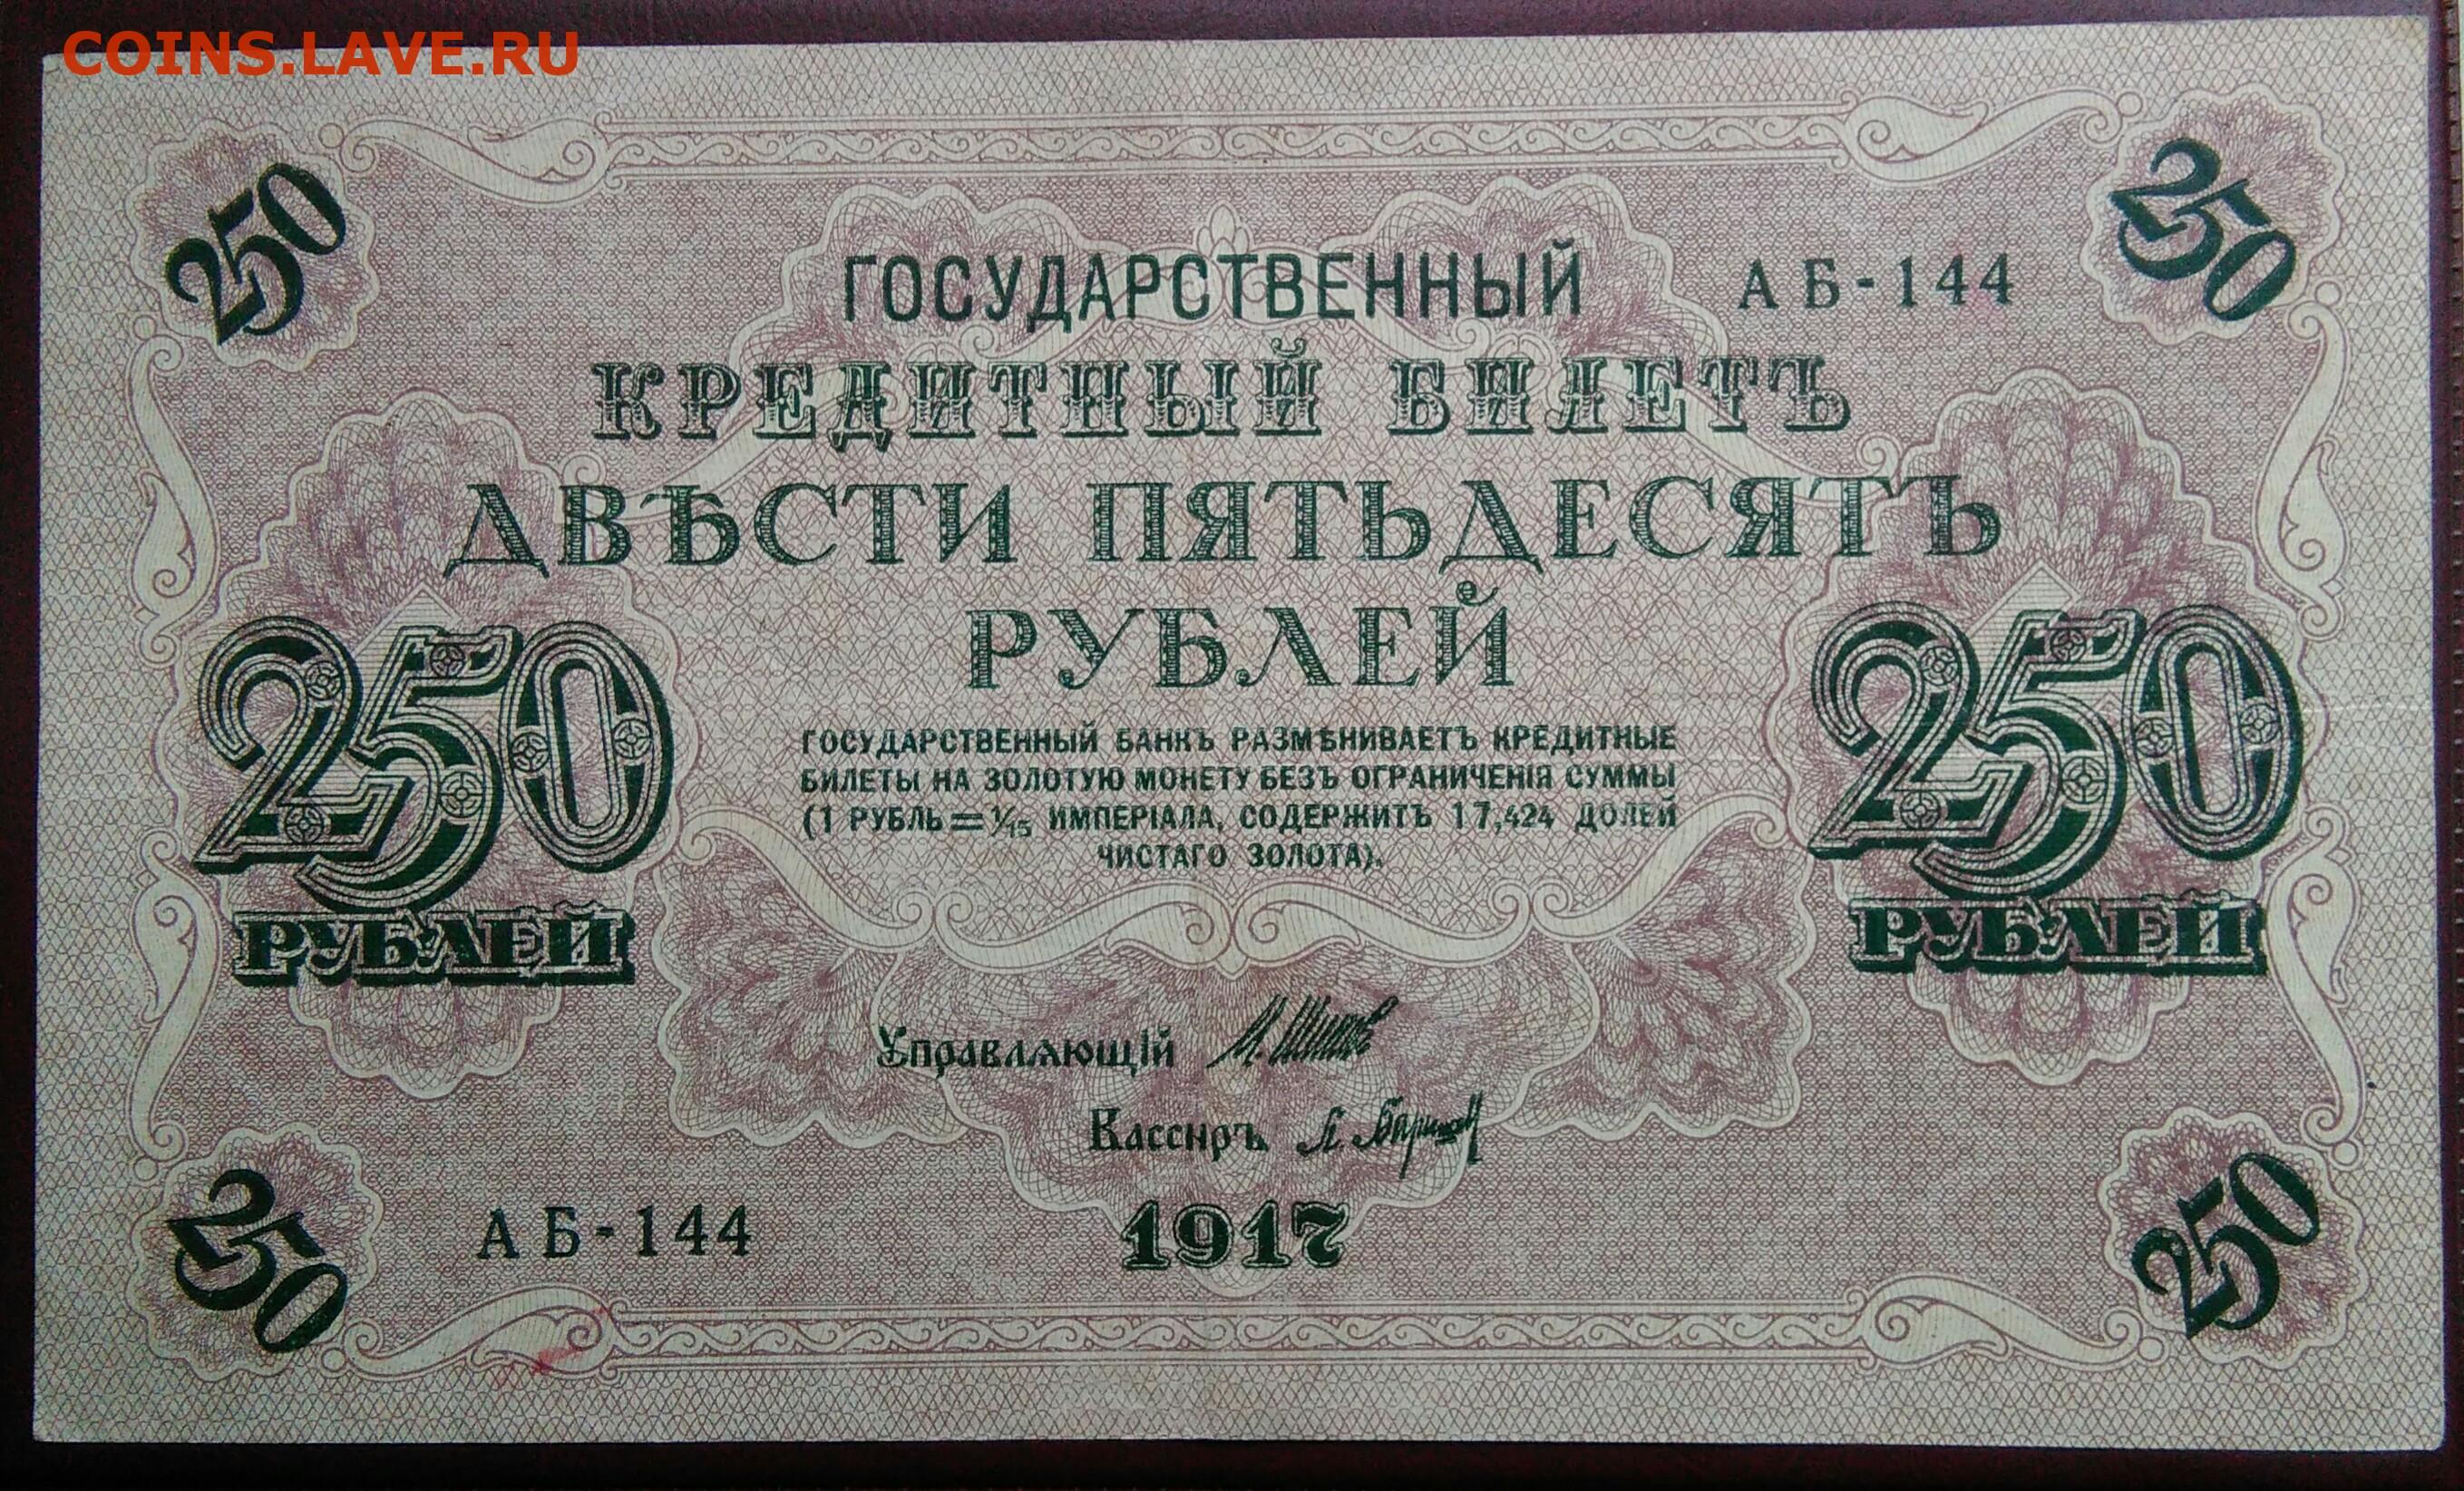 COINS.LAVE.RU
250
250
ГОСУДАРСТВЕННЫЙ
АБ-144
КРЕДИТНЫЙ БИЛЕТЪ
ДВѢСТИ ПЯТЬДЕСЯТЪ
РУБЛЕЙ
250
РУБЛЕЙ
250
РУБЛЕЙ
ГОСУДАРСТВЕННЫЙ БАНКЪ РАЗМѢНИВАЕТЪ КРЕДИТНЫЕ
БИЛЕТЫ НА ЗОЛОТУЮ МОНЕТУ БЕЗЪ ОГРАНИЧЕНІЯ СУММЫ
(1 РУБЛЬ = 1/15 ИМПЕРІАЛА, СОДЕРЖИТЪ 17,424 ДОЛЕЙ
ЧИСТАГО ЗОЛОТА).
Управляющій
Кассиръ
АБ-144
1917
250
250